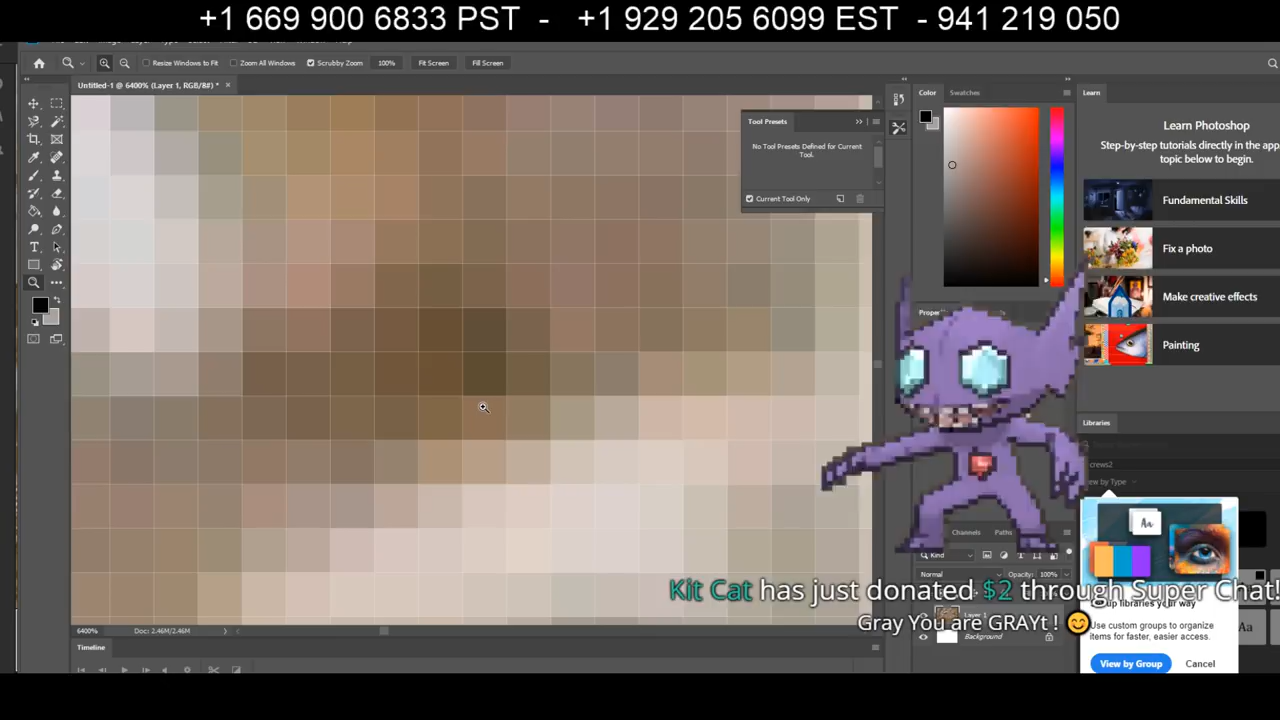 +1 669 900 6833 PST - +1 929 205 6099 EST - 941 219 050
Resize Windows to Fit
Zoom All Windows
Scrubby Zoom
100%
Fit Screen
Fill Screen
Untitled-1 @ 6400% (Layer 1, RGB/8#) *
Tool Presets
No Tool Presets Defined for Current
Tool.
Current Tool Only
Color
Swatches
Learn
Learn Photoshop
Step-by-step tutorials directly in the app
topic below to begin.
Fundamental Skills
Fix a photo
Make creative effects
Painting
Libraries
crews2
ew by Type
Channels
Paths
Kind
Normal
Opacity: 100%
Kit Cat has just donated $2 through Super Chat!
Gray You are GRAYt ! 😊
Layer 1
Background
Aa
Aa
up libraries your way
Use custom groups to organize
items for faster, easier access.
View by Group
Cancel
6400%
Doc: 2.46M/2.46M
Timeline